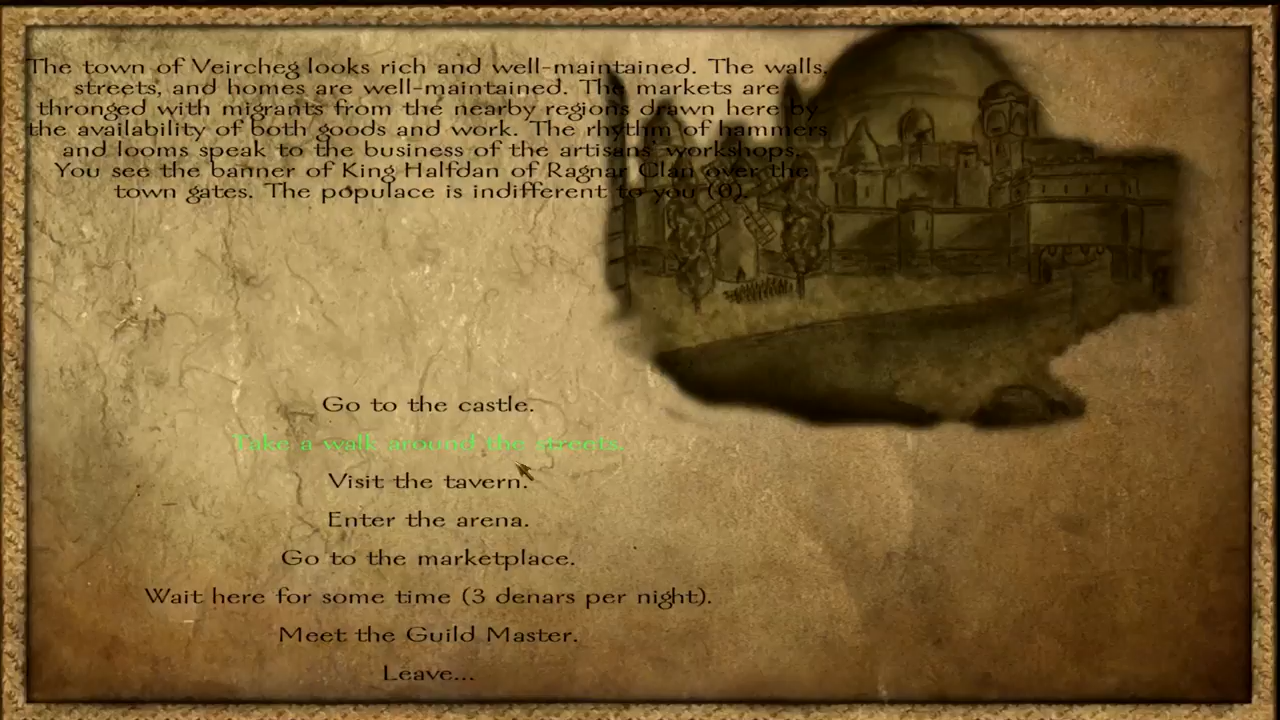 The town of Veircheg looks rich and well-maintained. The walls,
streets, and homes are well-maintained. The markets are
thronged with migrants from the nearby regions drawn here by
the availability of both goods and work. The rhythm of hammers
and looms speak to the business of the artisans' workshops.
You see the banner of King Halfdan of Ragnar Clan over the
town gates. The populace is indifferent to you (0).
Go to the castle.
Take a walk around the streets.
Visit the tavern.
Enter the arena.
Go to the marketplace.
Wait here for some time (3 denars per night).
Meet the Guild Master.
Leave...